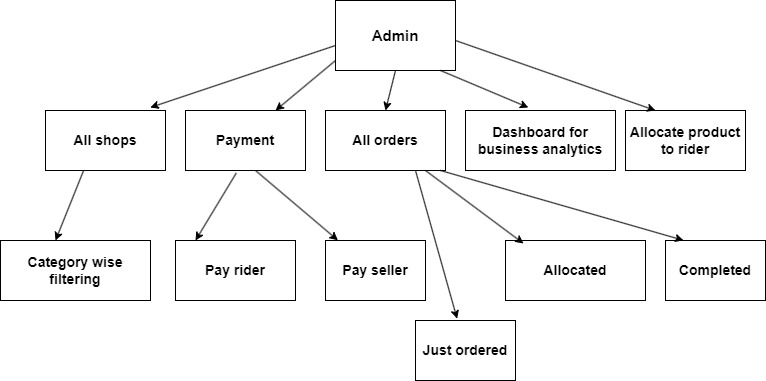 Admin
All shops
Payment
All orders
Dashboard for
business analytics
Allocate product
to rider
Category wise
filtering
Pay rider
Pay seller
Allocated
Completed
Just ordered